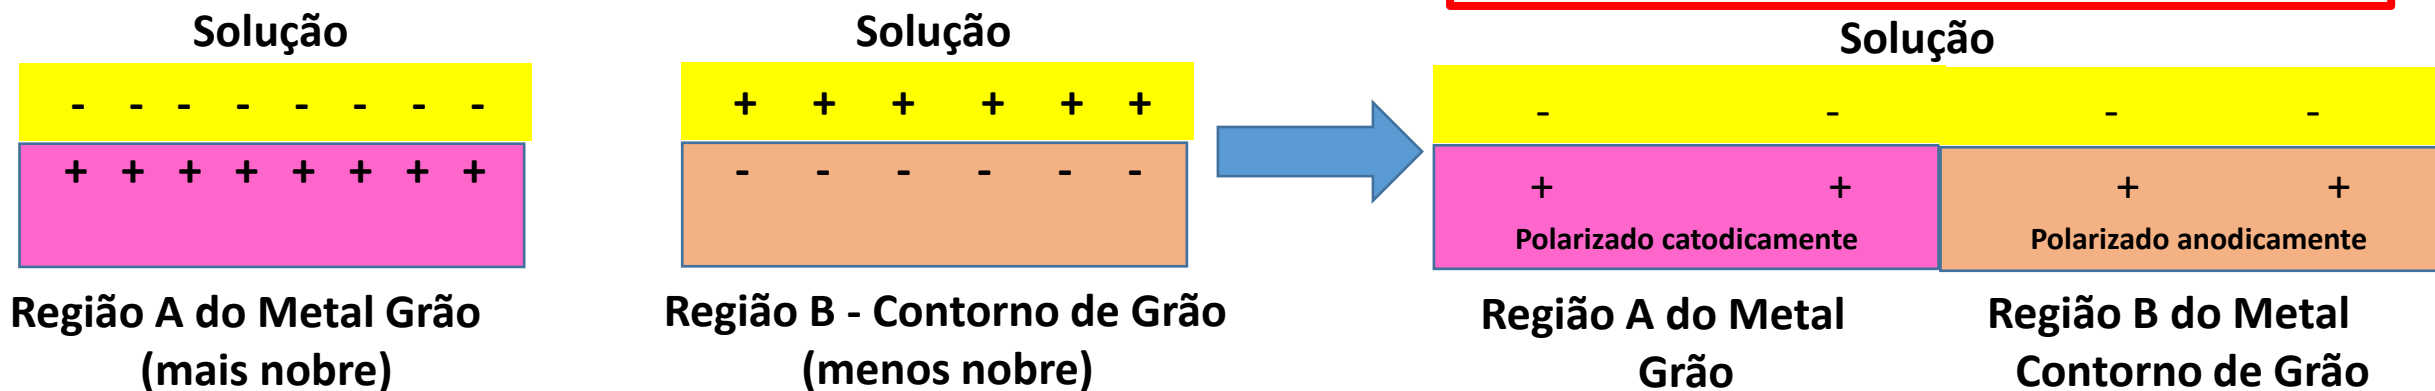 Solução
- - - - - - - -
+ + + + + + + +
Região A do Metal Grão
(mais nobre)
Solução
+ + + + + +
- - - - - -
Região B - Contorno de Grão
(menos nobre)
Solução
- - - -
+ + + +
Polarizado catodicamente
Polarizado anodicamente
Região A do Metal
Grão
Região B do Metal
Contorno de Grão